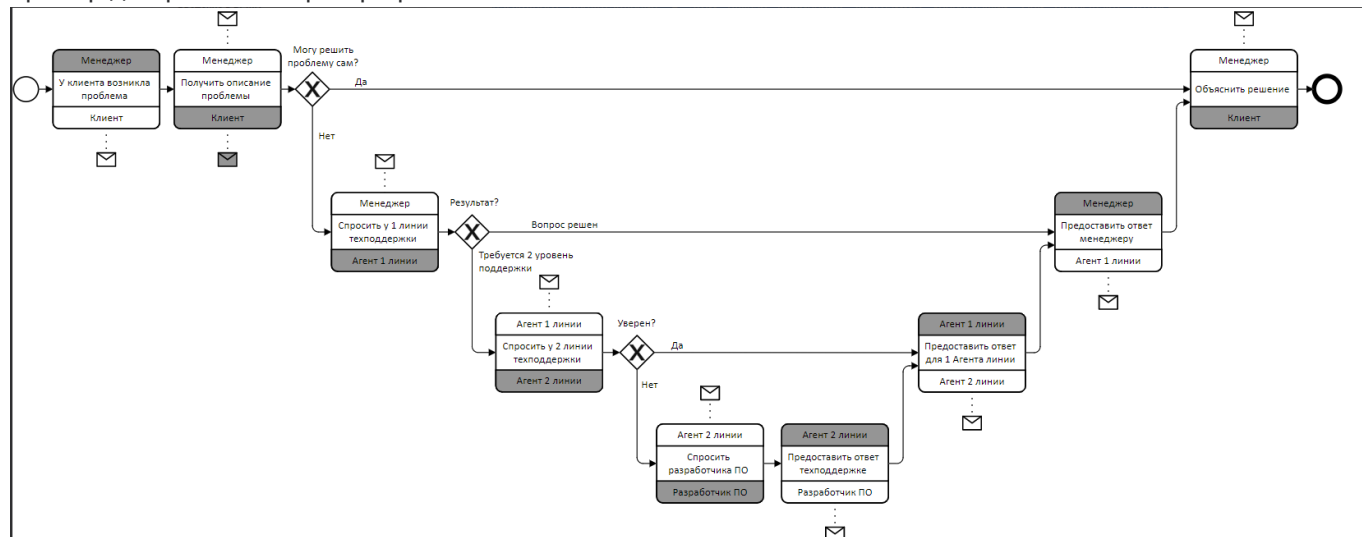 Менеджер
У клиента возникла
проблема
Клиент
Менеджер
Получить описание
проблемы
Клиент
Могу решить
проблему сам?
Да
Нет
Менеджер
Объяснить решение
Клиент
Менеджер
Спросить у 1 линии
техподдержки
Агент 1 линии
Результат?
Вопрос решен
Требуется 2 уровень
поддержки
Менеджер
Предоставить ответ
менеджеру
Агент 1 линии
Агент 1 линии
Спросить у 2 линии
техподдержки
Агент 2 линии
Уверен?
Да
Нет
Агент 1 линии
Предоставить ответ
для 1 Агента линии
Агент 2 линии
Агент 2 линии
Спросить
разработчика ПО
Разработчик ПО
Агент 2 линии
Предоставить ответ
техподдержке
Разработчик ПО